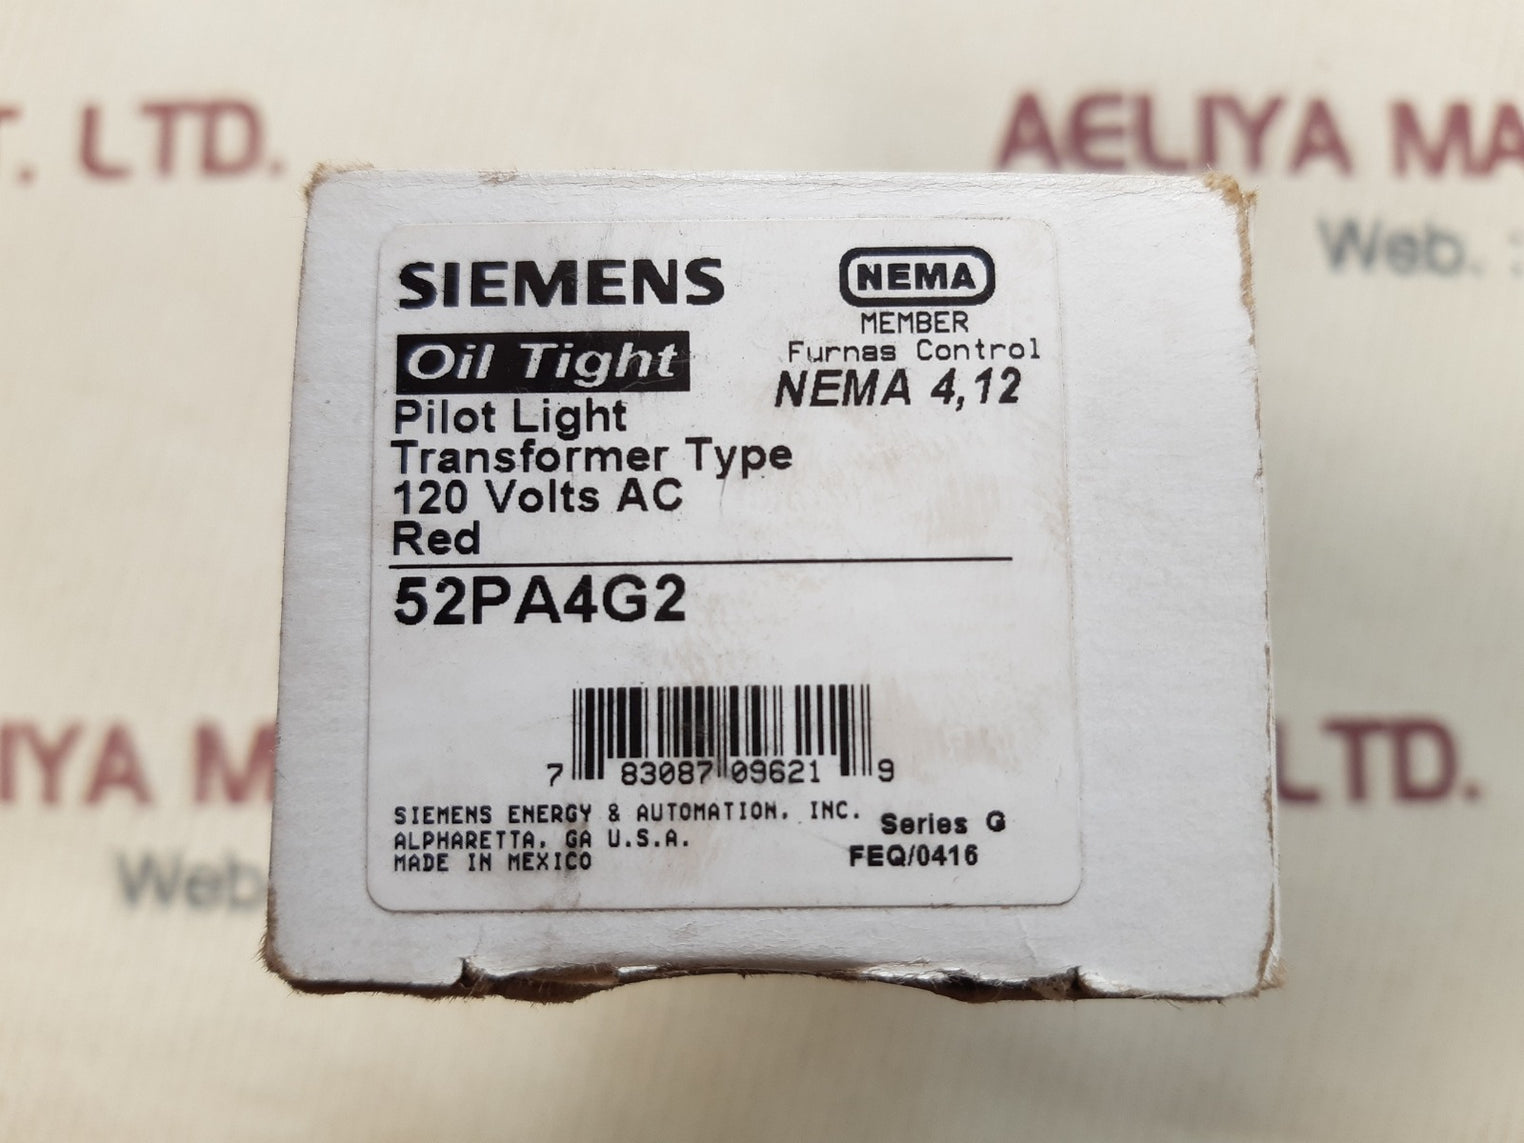 T. LTD.
AELIYA MA
Web. :
SIEMENS
NEMA
MEMBER
Furnas Control
NEMA 4,12
Oil Tight
Pilot Light
Transformer Type
120 Volts AC
Red
52PA4G2
7 83087 09621 9
SIEMENS ENERGY & AUTOMATION, INC.
ALPHARETTA, GA U.S.A.
MADE IN MEXICO
Series G
FEQ/0416
IYA M
LTD.
Web